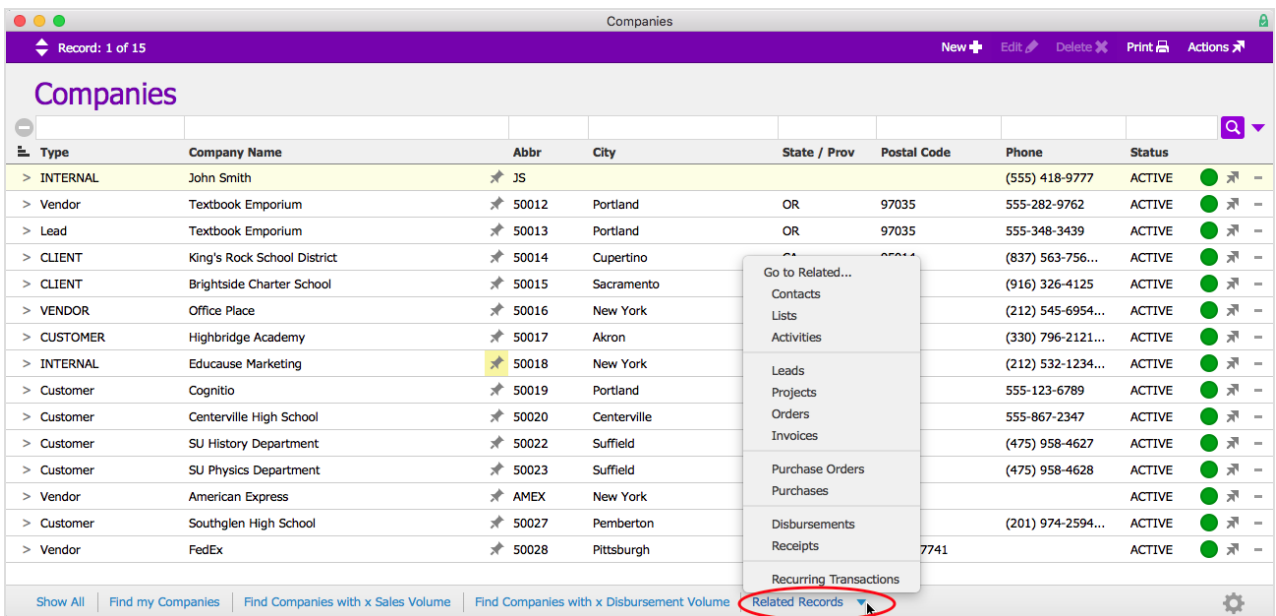 Companies
Record: 1 of 15 New Edit Delete Print Actions
Companies
Type Company Name Abbr City State / Prov Postal Code Phone Status
> INTERNAL John Smith JS (555) 418-9777 ACTIVE
> Vendor Textbook Emporium 50012 Portland OR 97035 555-282-9762 ACTIVE
> Lead Textbook Emporium 50013 Portland OR 97035 555-348-3439 ACTIVE
> CLIENT King's Rock School District 50014 Cupertino (837) 563-756... ACTIVE
> CLIENT Brightside Charter School 50015 Sacramento (916) 326-4125 ACTIVE
> VENDOR Office Place 50016 New York (212) 545-6954... ACTIVE
> CUSTOMER Highbridge Academy 50017 Akron (330) 796-2121... ACTIVE
> INTERNAL Educause Marketing 50018 New York (212) 532-1234... ACTIVE
> Customer Cognitio 50019 Portland 555-123-6789 ACTIVE
> Customer Centerville High School 50020 Centerville 555-867-2347 ACTIVE
> Customer SU History Department 50022 Suffield (475) 958-4627 ACTIVE
> Customer SU Physics Department 50023 Suffield (475) 958-4628 ACTIVE
> Vendor American Express AMEX New York ACTIVE
> Customer Southglen High School 50027 Pemberton (201) 974-2594... ACTIVE
> Vendor FedEx 50028 Pittsburgh 7741 ACTIVE
Go to Related...
Contacts
Lists
Activities
Leads
Projects
Orders
Invoices
Purchase Orders
Purchases
Disbursements
Receipts
Recurring Transactions
Show All Find my Companies Find Companies with x Sales Volume Find Companies with x Disbursement Volume Related Records